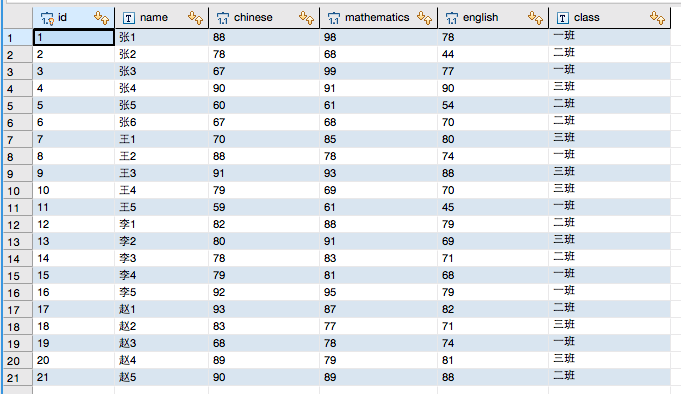 1.1 id T name 1.1 chinese 1.1 mathematics 1.1 english T class
1 1 张1 88 98 78 一班
2 2 张2 78 68 44 二班
3 3 张3 67 99 77 一班
4 4 张4 90 91 90 三班
5 5 张5 60 61 54 二班
6 6 张6 67 68 70 二班
7 7 王1 70 85 80 三班
8 8 王2 88 78 74 一班
9 9 王3 91 93 88 三班
10 10 王4 79 69 70 三班
11 11 王5 59 61 45 一班
12 12 李1 82 88 79 二班
13 13 李2 80 91 69 三班
14 14 李3 78 83 71 二班
15 15 李4 79 81 68 一班
16 16 李5 92 95 79 一班
17 17 赵1 93 87 82 二班
18 18 赵2 83 77 71 三班
19 19 赵3 68 78 74 一班
20 20 赵4 89 79 81 三班
21 21 赵5 90 89 88 二班